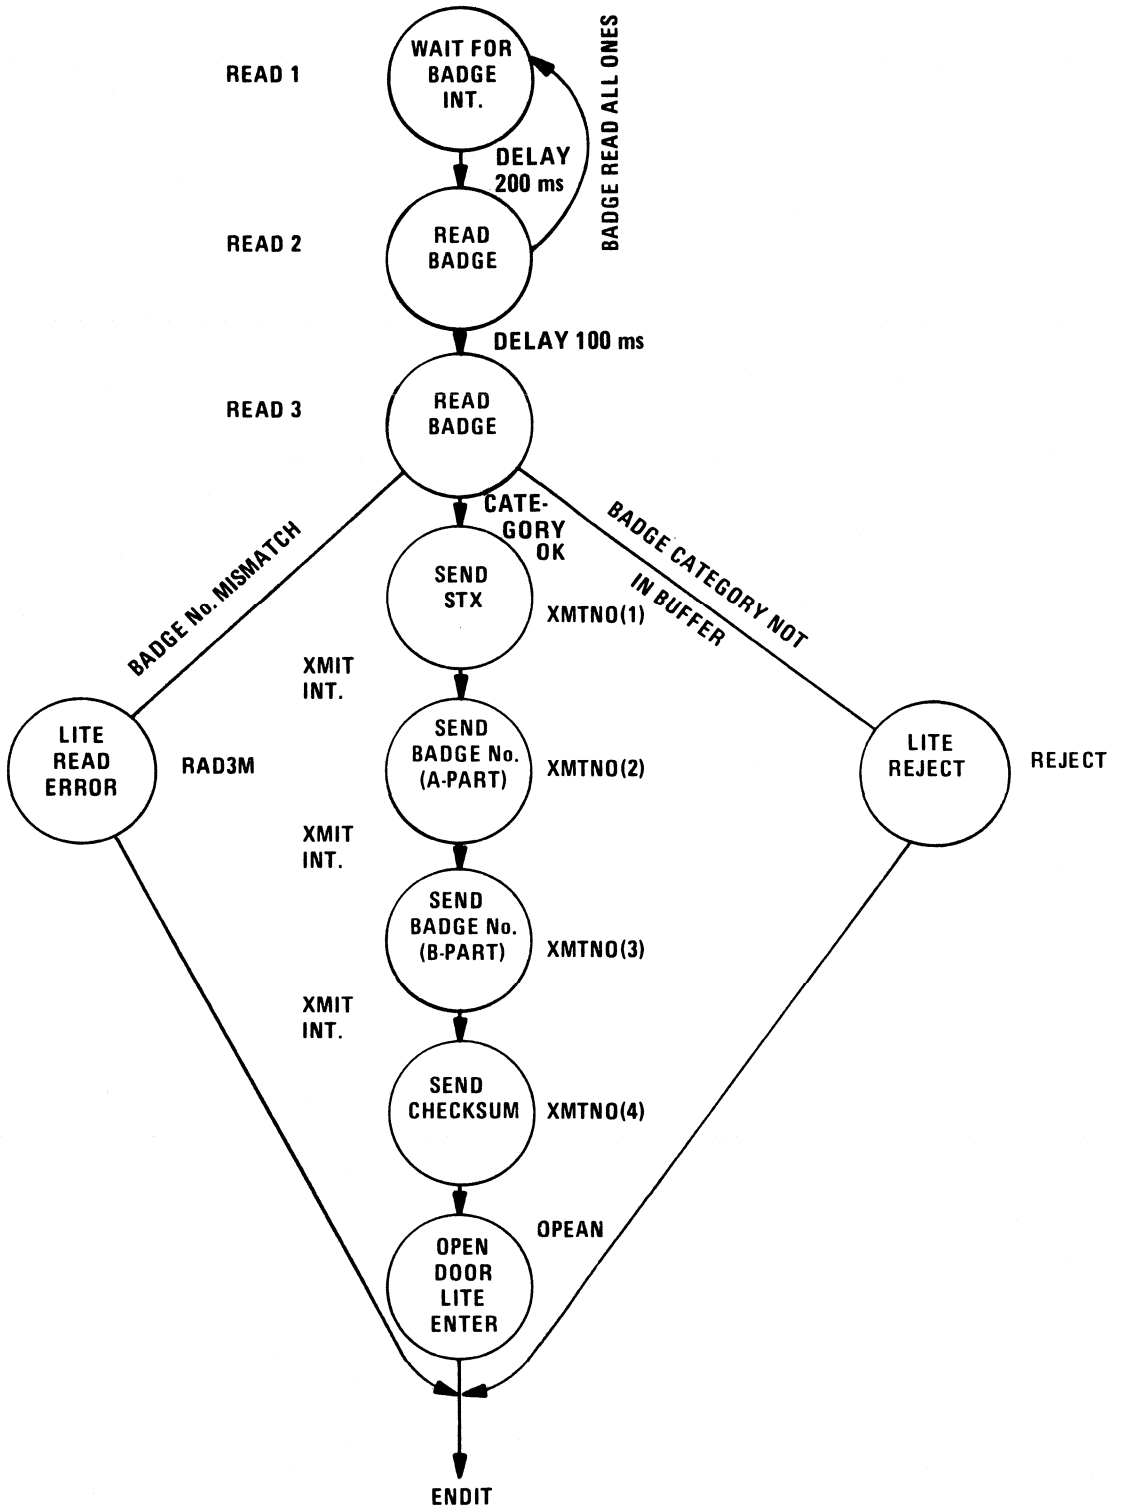 READ 1
WAIT FOR
BADGE
INT.
BADGE READ ALL ONES
DELAY
200 ms
READ 2
READ
BADGE
DELAY 100 ms
READ 3
READ
BADGE
CATE-
GORY
OK
BADGE No. MISMATCH
BADGE CATEGORY NOT
IN BUFFER
SEND
STX
XMTNO(1)
XMIT
INT.
LITE
READ
ERROR
RAD3M
SEND
BADGE No.
(A-PART)
XMTNO(2)
LITE
REJECT
REJECT
XMIT
INT.
SEND
BADGE No.
(B-PART)
XMTNO(3)
XMIT
INT.
SEND
CHECKSUM
XMTNO(4)
OPEAN
OPEN
DOOR
LITE
ENTER
ENDIT